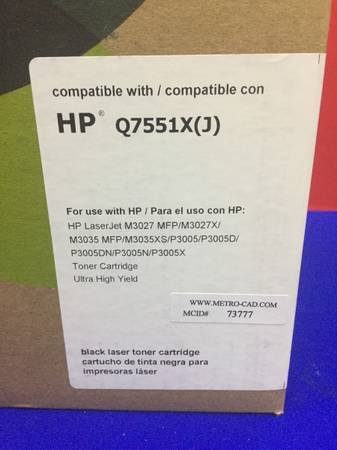 compatible with / compatible con
HP® Q7551X(J)
For use with HP / Para el uso con HP:
HP LaserJet M3027 MFP/M3027X/
M3035 MFP/M3035XS/P3005/P3005D/
P3005DN/P3005N/P3005X
Toner Cartridge
Ultra High Yield
WWW.METRO-CAD.COM
MCID# 73777
black laser toner cartridge
cartucho de tinta negra para
impresoras láser